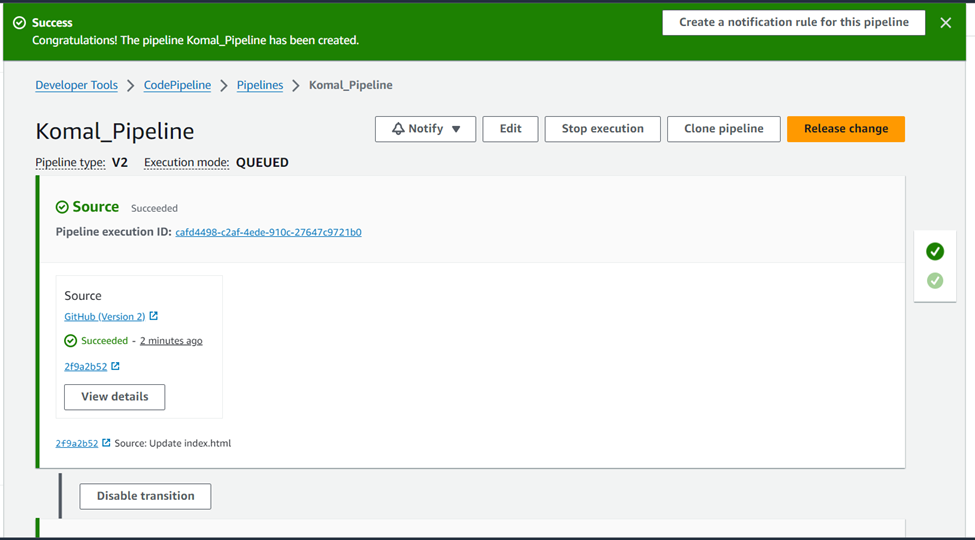 Success
Congratulations! The pipeline Komal_Pipeline has been created.
Create a notification rule for this pipeline
Developer Tools > CodePipeline > Pipelines > Komal_Pipeline
Komal_Pipeline
Notify ▼ Edit Stop execution Clone pipeline Release change
Pipeline type: V2 Execution mode: QUEUED
Source Succeeded
Pipeline execution ID: cafd4498-c2af-4ede-910c-27647c9721b0
Source
GitHub (Version 2)
Succeeded - 2 minutes ago
2f9a2b52
View details
2f9a2b52 Source: Update index.html
Disable transition